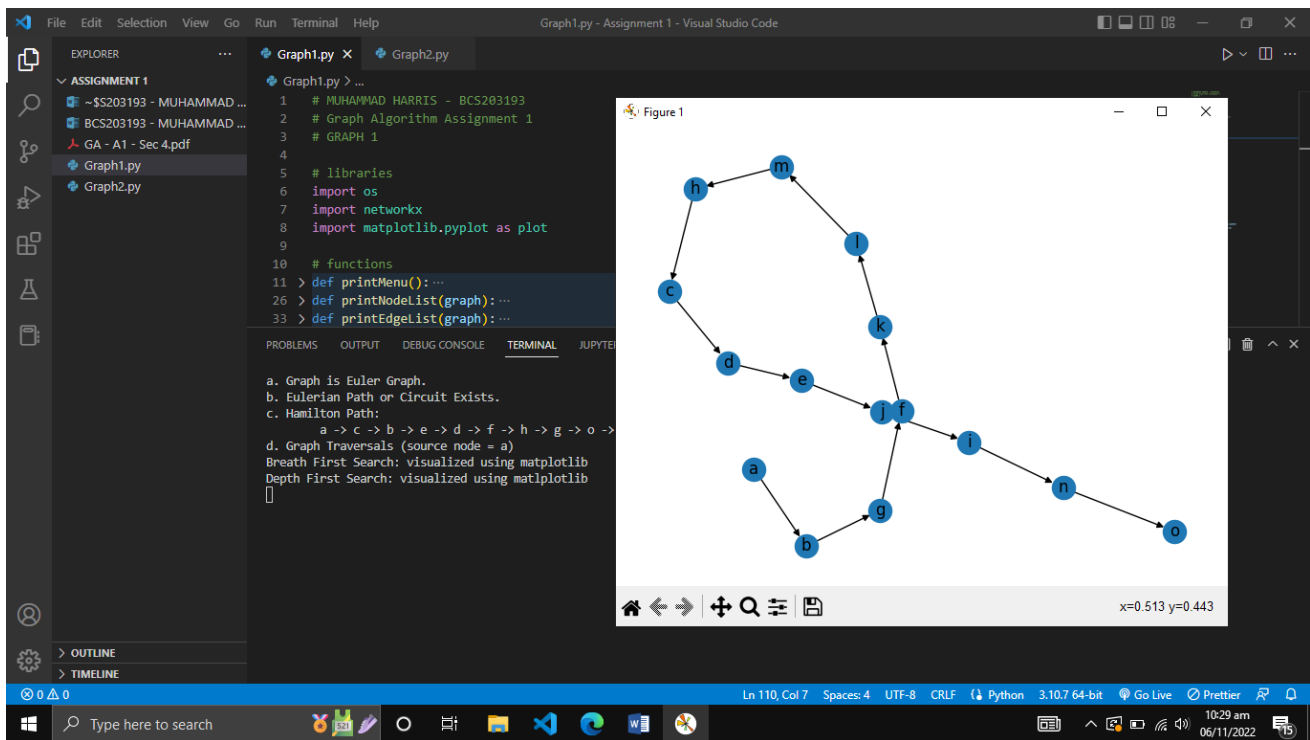 File Edit Selection View Go Run Terminal Help
Graph1.py - Assignment 1 - Visual Studio Code
EXPLORER
ASSIGNMENT 1
~$S203193 - MUHAMMAD ...
BCS203193 - MUHAMMAD ...
GA - A1 - Sec 4.pdf
Graph1.py
Graph2.py
OUTLINE
TIMELINE
Graph1.py Graph2.py
Graph1.py > ...
1 # MUHAMMAD HARRIS - BCS203193
2 # Graph Algorithm Assignment 1
3 # GRAPH 1
4
5 # libraries
6 import os
7 import networkx
8 import matplotlib.pyplot as plot
9
10 # functions
11 > def printMenu(): ...
26 > def printNodeList(graph): ...
33 > def printEdgeList(graph): ...
PROBLEMS OUTPUT DEBUG CONSOLE TERMINAL JUPYTE
a. Graph is Euler Graph.
b. Eulerian Path or Circuit Exists.
c. Hamilton Path:
a -> c -> b -> e -> d -> f -> h -> g -> o ->
d. Graph Traversals (source node = a)
Breath First Search: visualized using matplotlib
Depth First Search: visualized using matlplotlib
Figure 1
m
h
l
c
k
d
e
j f
i
a
n
g
o
b
x=0.513 y=0.443
0 0
Ln 110, Col 7 Spaces: 4 UTF-8 CRLF Python 3.10.7 64-bit Go Live Prettier
Type here to search
521
10:29 am
06/11/2022
15